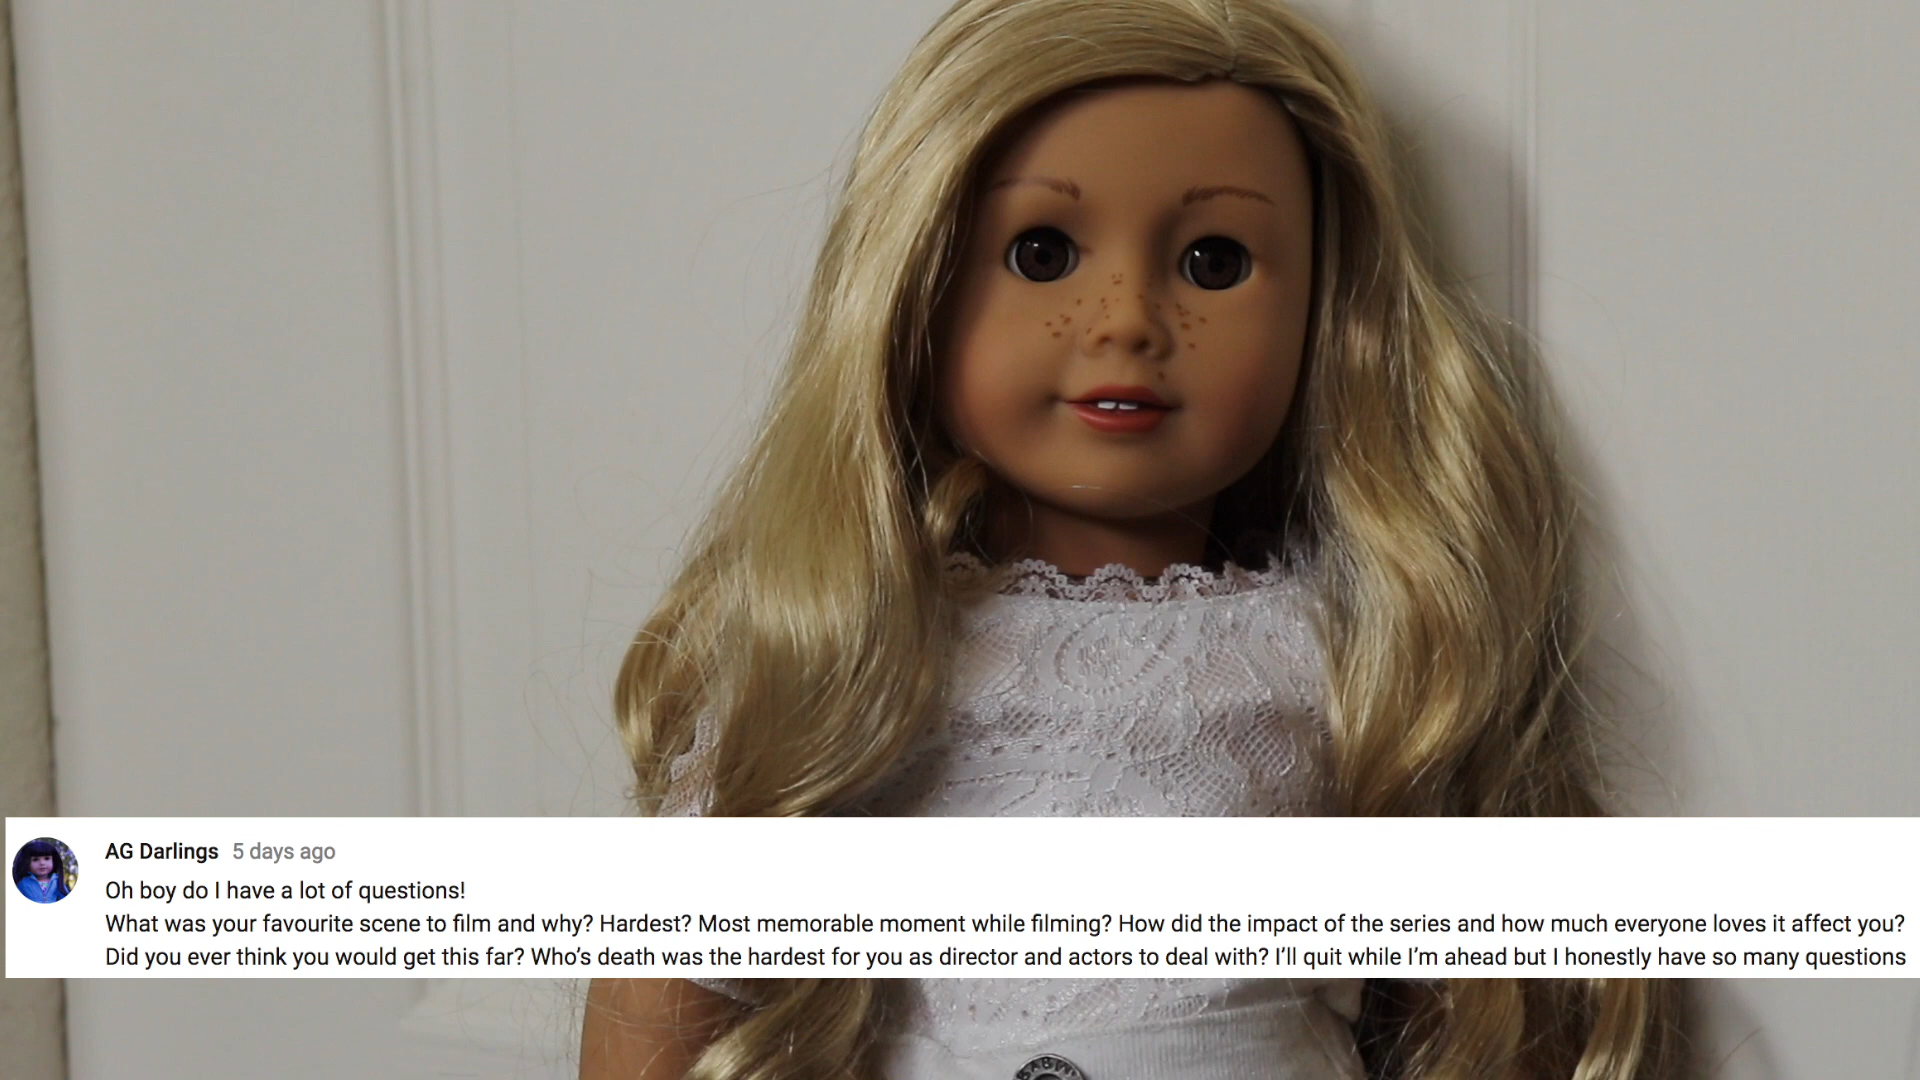 AG Darlings 5 days ago
Oh boy do I have a lot of questions!
What was your favourite scene to film and why? Hardest? Most memorable moment while filming? How did the impact of the series and how much everyone loves it affect you?
Did you ever think you would get this far? Who's death was the hardest for you as director and actors to deal with? I'll quit while I'm ahead but I honestly have so many questions